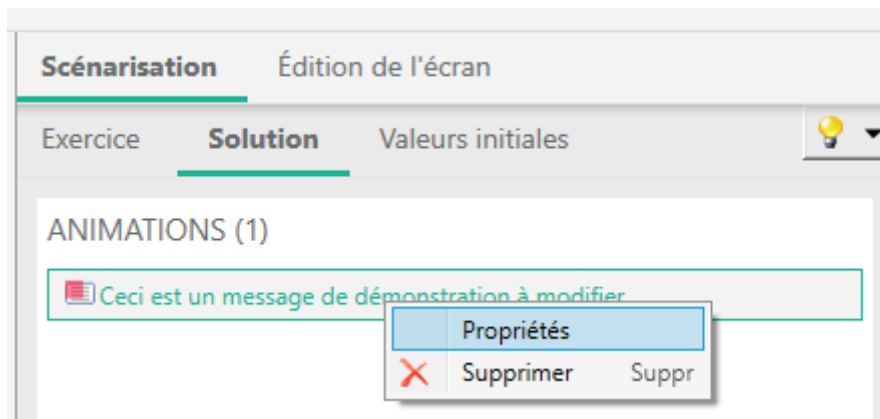 Scénarisation Édition de l'écran
Exercice Solution Valeurs initiales
ANIMATIONS (1)
Ceci est un message de démonstration à modifier
Propriétés
Supprimer Suppr